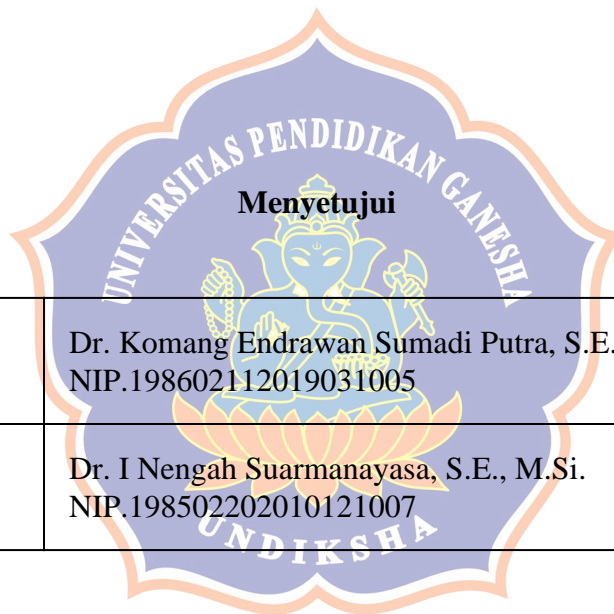 UNIVERSITAS PENDIDIKAN GANESHA
Menyetujui
Dr. Komang Endrawan Sumadi Putra, S.E.
NIP.198602112019031005
Dr. I Nengah Suarmanayasa, S.E., M.Si.
NIP.198502202010121007
UNDIKSHA